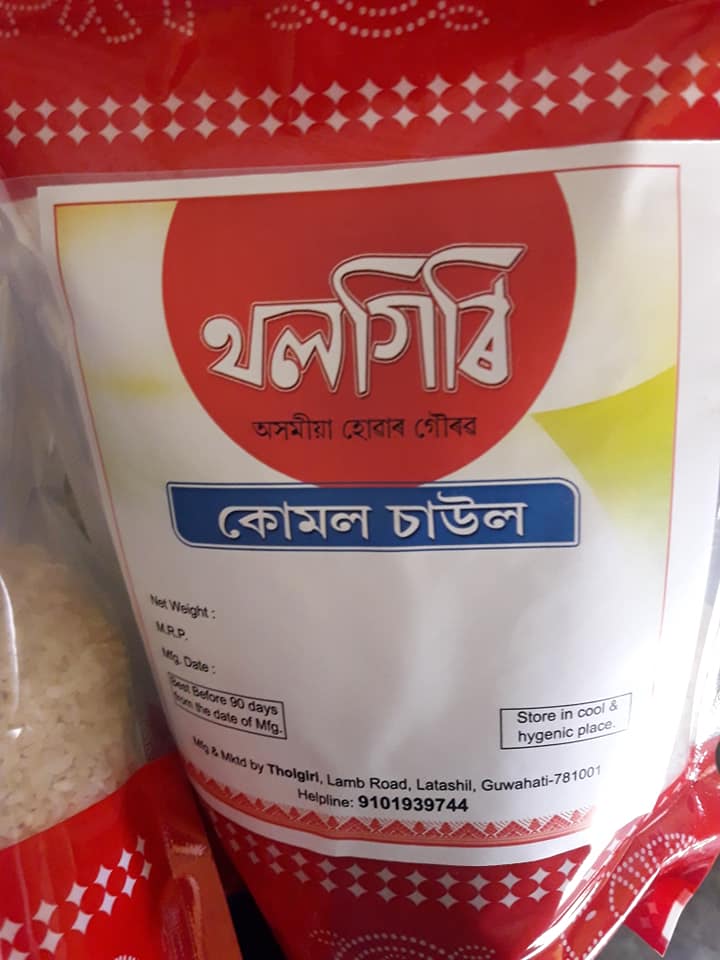 থলগিৰি
অসমীয়া হোৱাৰ গৌৰৱ
কোমল চাউল
Net Weight :
M.R.P.
Mfg. Date :
Best Before 90 days
from the date of Mfg.
Store in cool &
hygenic place.
Mfg & Mktd by Tholgiri, Lamb Road, Latashil, Guwahati-781001
Helpline: 9101939744